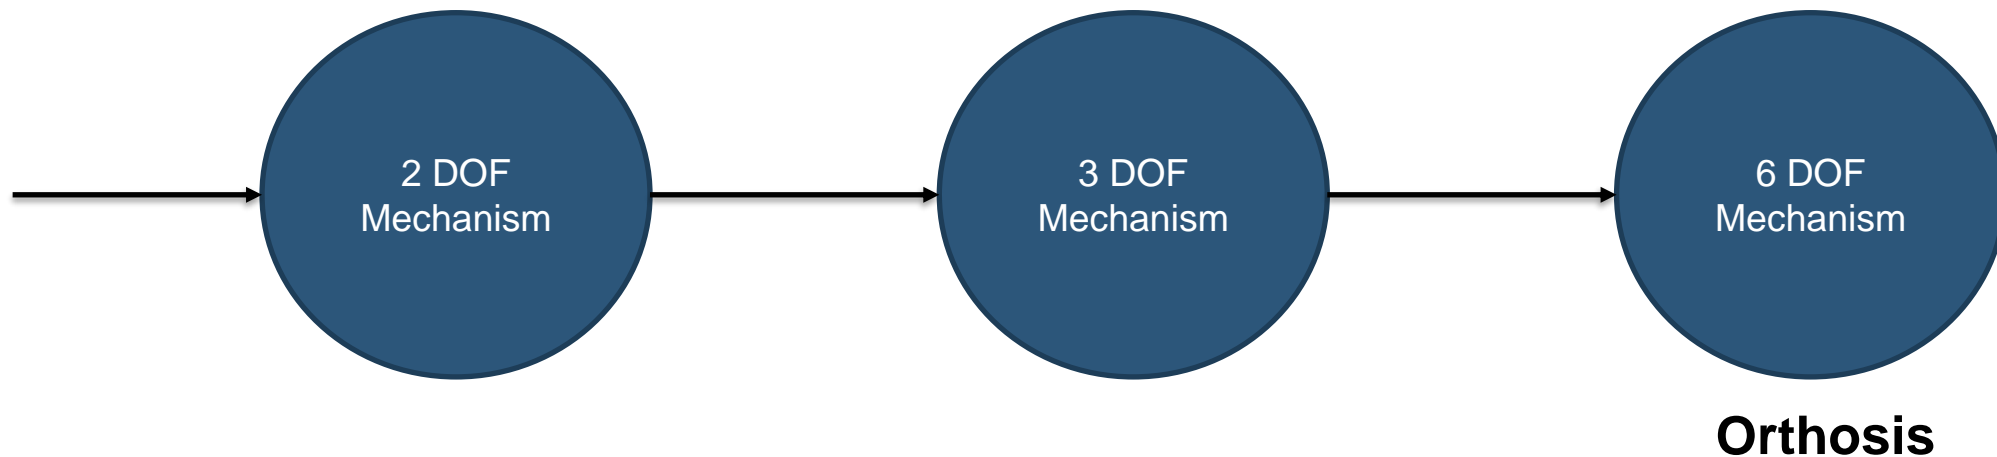 2 DOF
Mechanism
3 DOF
Mechanism
6 DOF
Mechanism
Orthosis